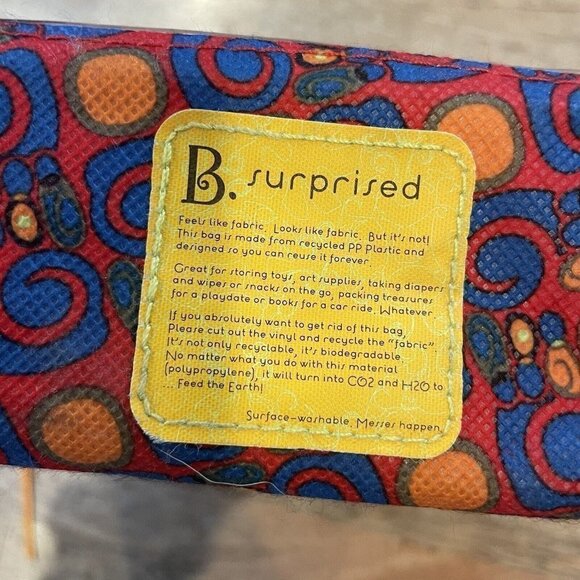 B. surprised
Feels like fabric. Looks like fabric. But it's not!
This bag is made from recycled PP Plastic and
designed so you can reuse it forever.
Great for storing toys, art supplies, taking diapers
and wipes or snacks on the go, packing treasures
for a playdate or books for a car ride. Whatever.
If you absolutely want to get rid of this bag,
Please cut out the vinyl and recycle the "fabric".
It's not only recyclable, it's biodegradable.
No matter what you do with this material
(polypropylene), it will turn into CO2 and H2O to
... Feed the Earth!
Surface-washable. Messes happen.